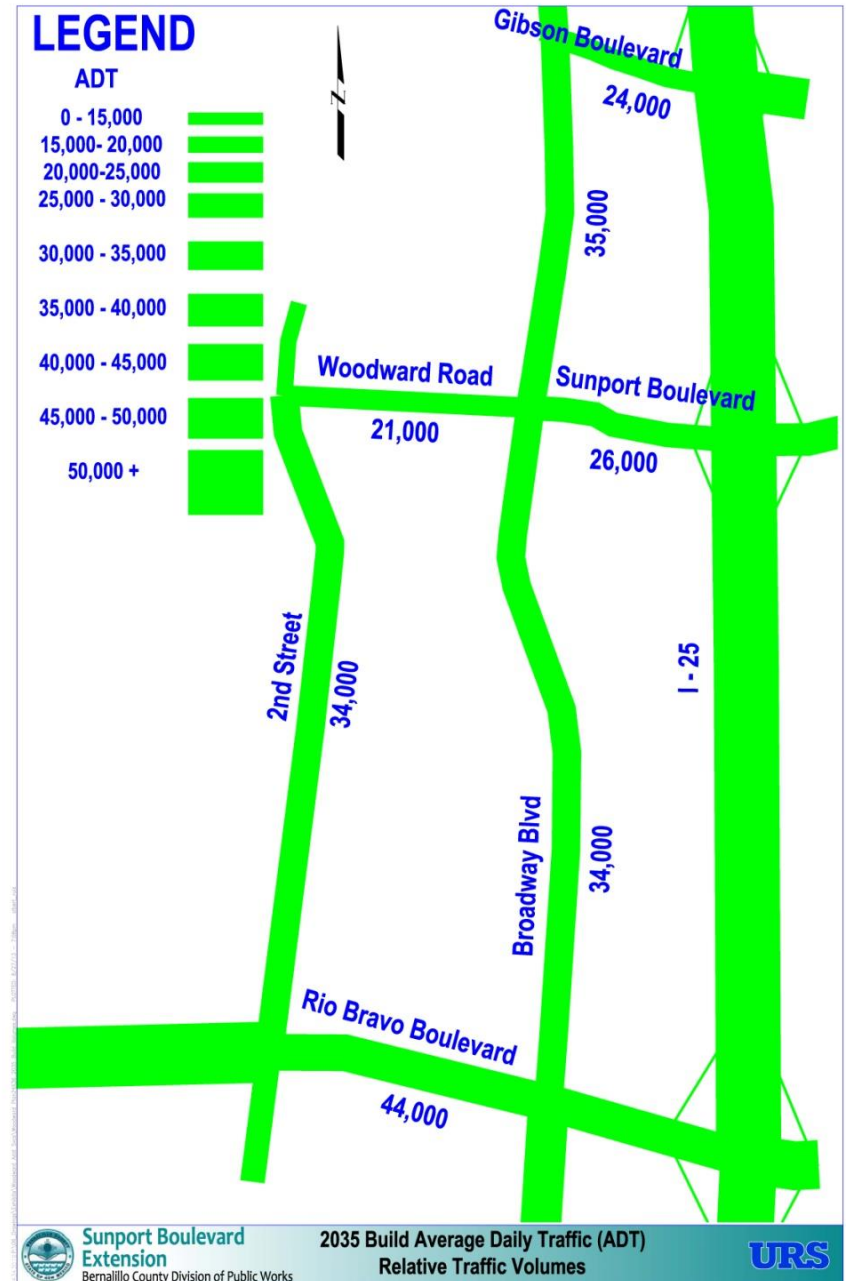 LEGEND
ADT
0 - 15,000
15,000- 20,000
20,000-25,000
25,000 - 30,000
30,000 - 35,000
35,000 - 40,000
40,000 - 45,000
45,000 - 50,000
50,000 +
N
Gibson Boulevard
24,000
35,000
Woodward Road
21,000
Sunport Boulevard
26,000
2nd Street
34,000
I - 25
Broadway Blvd
34,000
Rio Bravo Boulevard
44,000
Sunport Boulevard
Extension
Bernalillo County Division of Public Works
2035 Build Average Daily Traffic (ADT)
Relative Traffic Volumes
URS